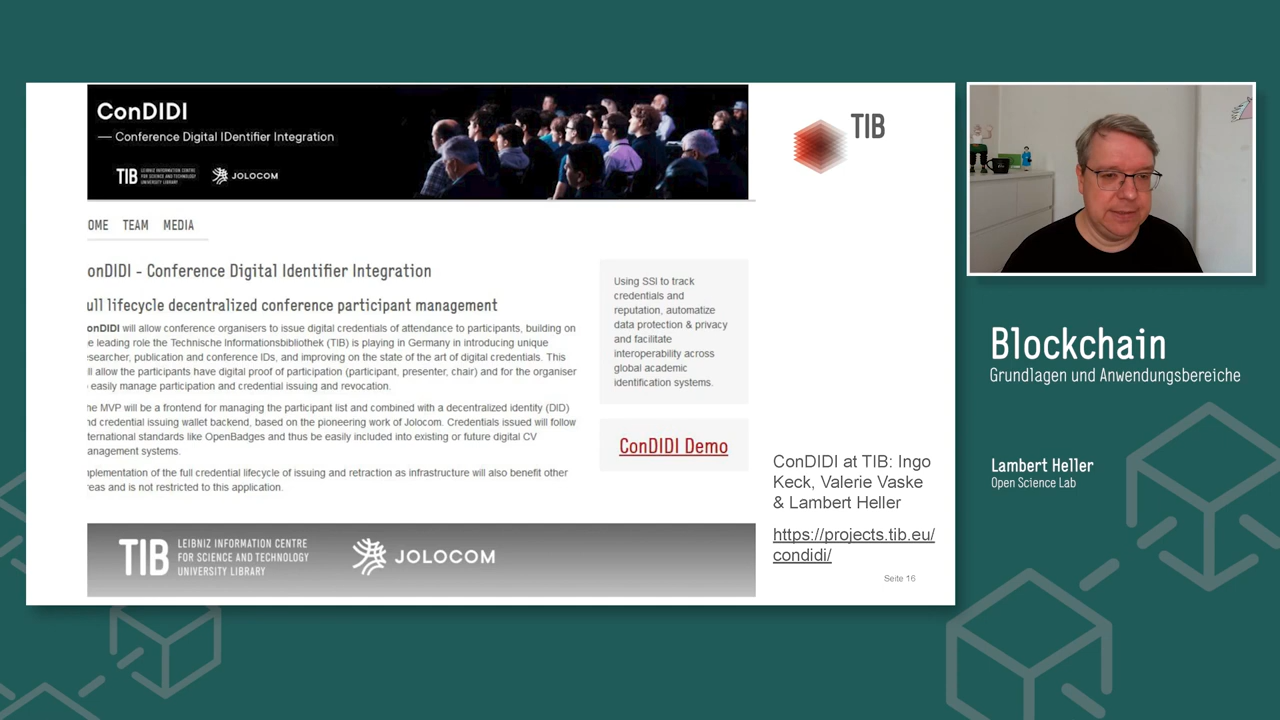 ConDIDI
— Conference Digital IDentifier Integration
TIB
LEIBNIZ INFORMATION CENTRE
FOR SCIENCE AND TECHNOLOGY
UNIVERSITY LIBRARY
JOLOCOM
TIB
OME TEAM MEDIA
onDIDI - Conference Digital Identifier Integration
ull lifecycle decentralized conference participant management
onDIDI will allow conference organisers to issue digital credentials of attendance to participants, building on
e leading role the Technische Informationsbibliothek (TIB) is playing in Germany in introducing unique
searcher, publication and conference IDs, and improving on the state of the art of digital credentials. This
ll allow the participants have digital proof of participation (participant, presenter, chair) and for the organiser
easily manage participation and credential issuing and revocation.
he MVP will be a frontend for managing the participant list and combined with a decentralized identity (DID)
nd credential issuing wallet backend, based on the pioneering work of Jolocom. Credentials issued will follow
ternational standards like OpenBadges and thus be easily included into existing or future digital CV
anagement systems.
plementation of the full credential lifecycle of issuing and retraction as infrastructure will also benefit other
eas and is not restricted to this application.
Using SSI to track
credentials and
reputation, automatize
data protection & privacy
and facilitate
interoperability across
global academic
identification systems.
ConDIDI Demo
TIB
LEIBNIZ INFORMATION CENTRE
FOR SCIENCE AND TECHNOLOGY
UNIVERSITY LIBRARY
JOLOCOM
ConDIDI at TIB: Ingo
Keck, Valerie Vaske
& Lambert Heller
https://projects.tib.eu/
condidi/
Seite 16
Blockchain
Grundlagen und Anwendungsbereiche
Lambert Heller
Open Science Lab